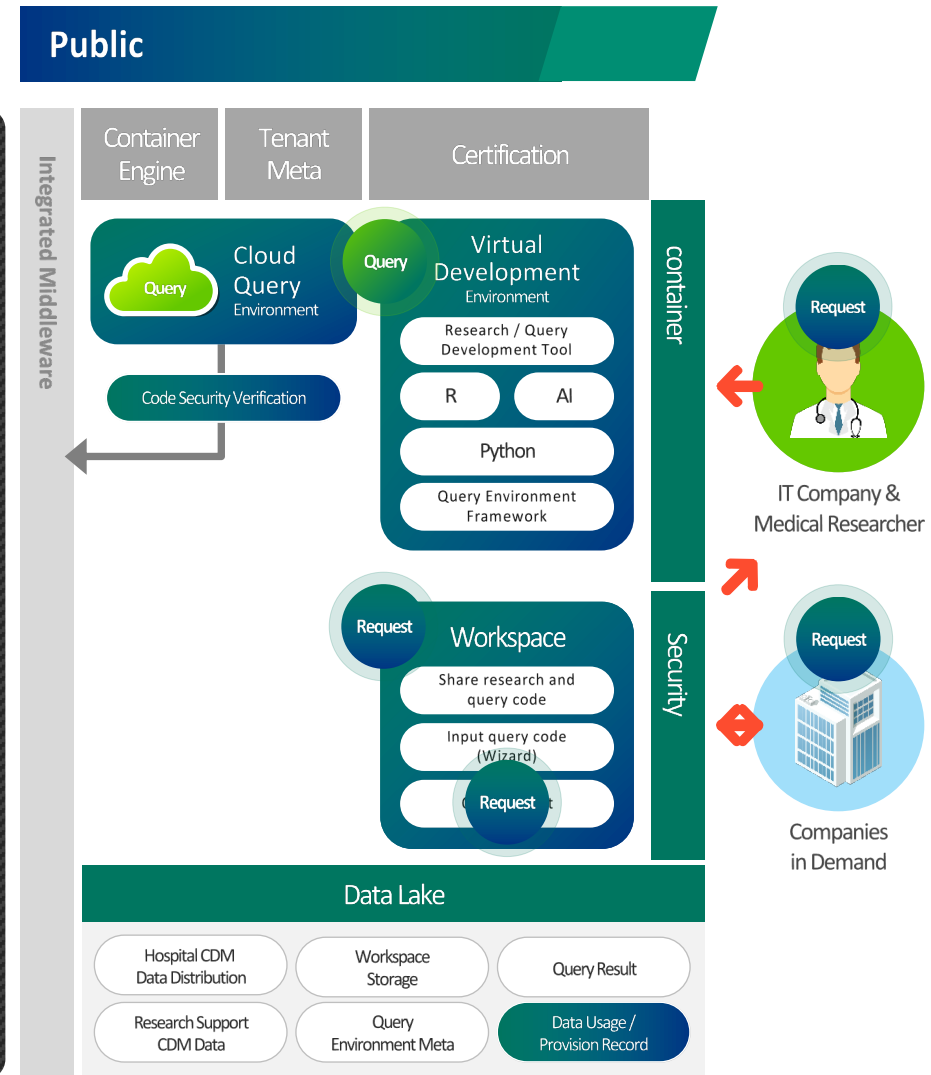 Public
Integrated Middleware
Container
Engine
Tenant
Meta
Certification
Query
Cloud
Query
Environment
Code Security Verification
Query
Virtual
Development
Environment
Research / Query
Development Tool
R
AI
Python
Query Environment
Framework
container
Request
IT Company &
Medical Researcher
Request
Workspace
Share research and
query code
Input query code
(Wizard)
Request
Security
Request
Companies
in Demand
Data Lake
Hospital CDM
Data Distribution
Workspace
Storage
Query Result
Research Support
CDM Data
Query
Environment Meta
Data Usage /
Provision Record